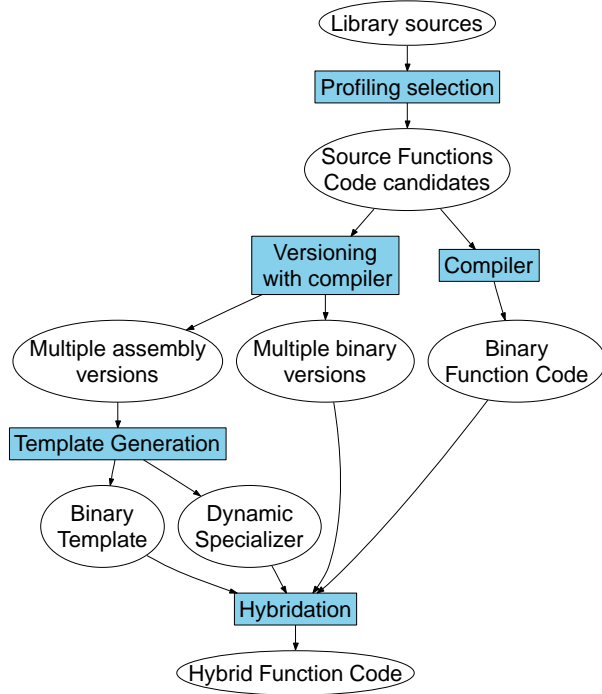 Library sources
Profiling selection
Source Functions
Code candidates
Versioning
with compiler
Compiler
Multiple assembly
versions
Multiple binary
versions
Binary
Function Code
Template Generation
Binary
Template
Dynamic
Specializer
Hybridation
Hybrid Function Code